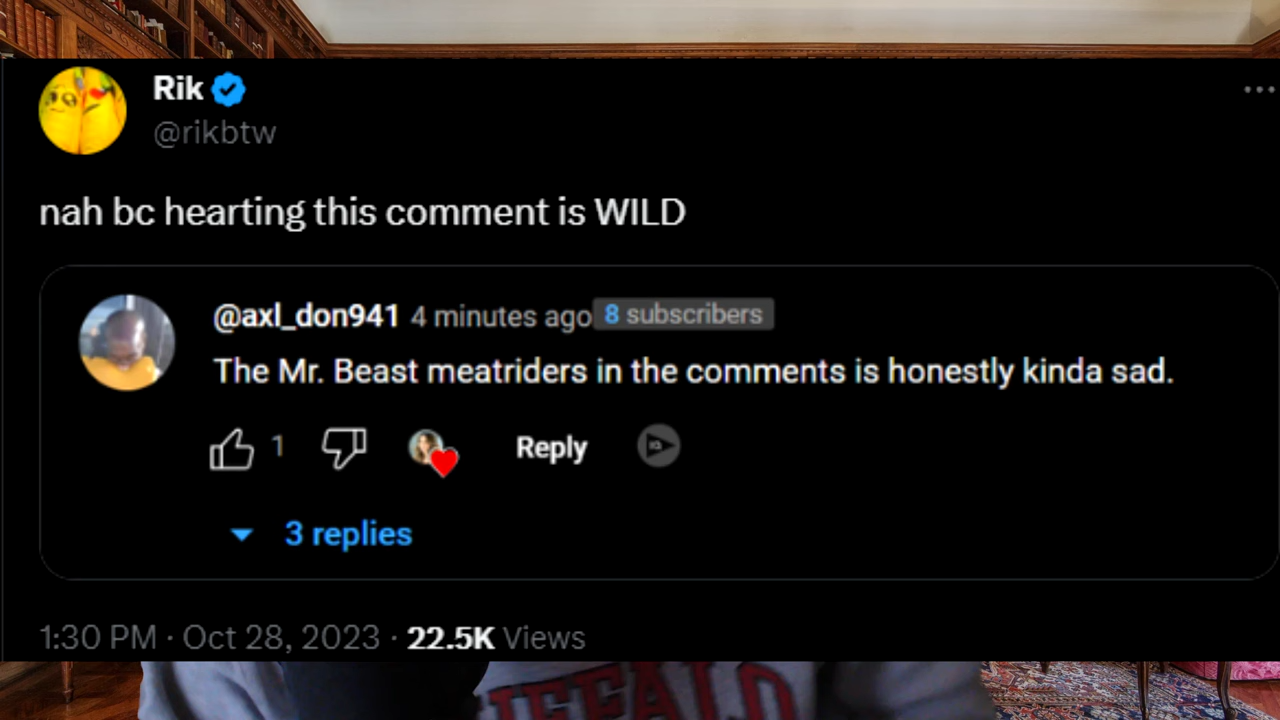 Rik
@rikbtw
nah bc hearting this comment is WILD
@axl_don941 4 minutes ago 8 subscribers
The Mr. Beast meatriders in the comments is honestly kinda sad.
1 Reply
3 replies
1:30 PM · Oct 28, 2023 · 22.5K Views